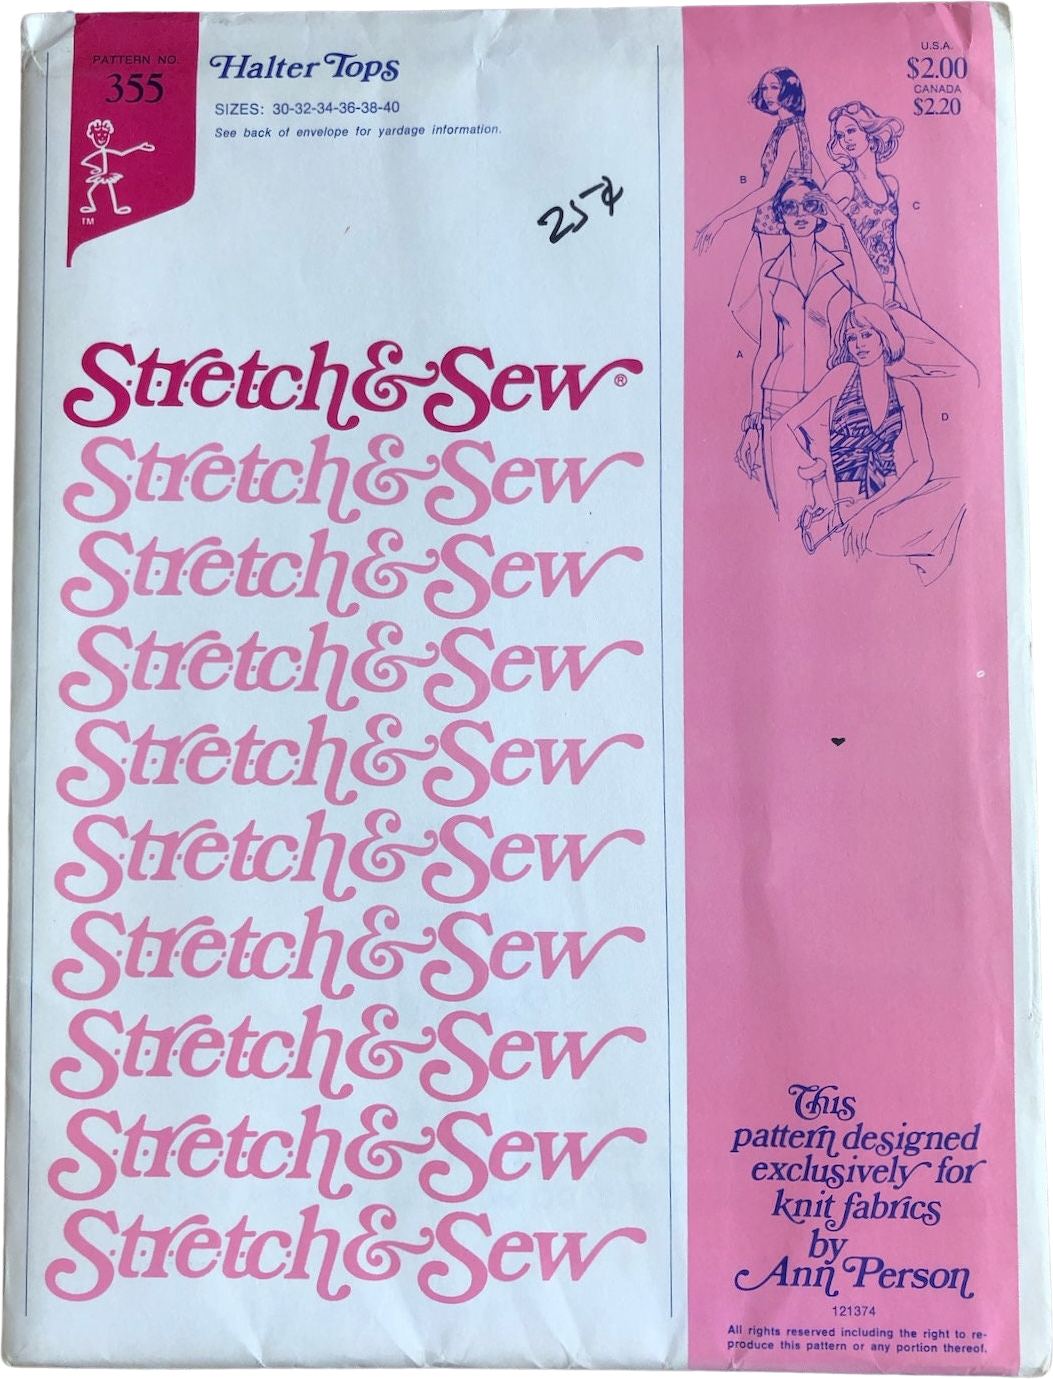 PATTERN NO.
355
TM
Halter Tops
SIZES: 30-32-34-36-38-40
See back of envelope for yardage information.
25¢
U.S.A.
$2.00
CANADA
$2.20
B
C
A
D
Stretch & Sew®
Stretch & Sew
Stretch & Sew
Stretch & Sew
Stretch & Sew
Stretch & Sew
Stretch & Sew
Stretch & Sew
Stretch & Sew
Stretch & Sew
This
pattern designed
exclusively for
knit fabrics
by
Ann Person
121374
All rights reserved including the right to re-
produce this pattern or any portion thereof.